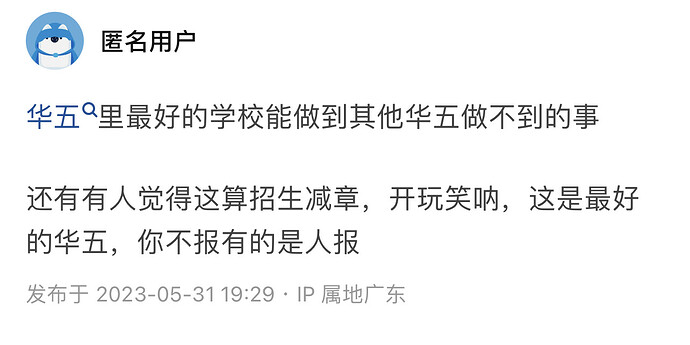 匿名用户
华五里最好的学校能做到其他华五做不到的事
还有有人觉得这算招生减章，开玩笑呐，这是最好
的华五，你不报有的是人报
发布于 2023-05-31 19:29 · IP 属地广东